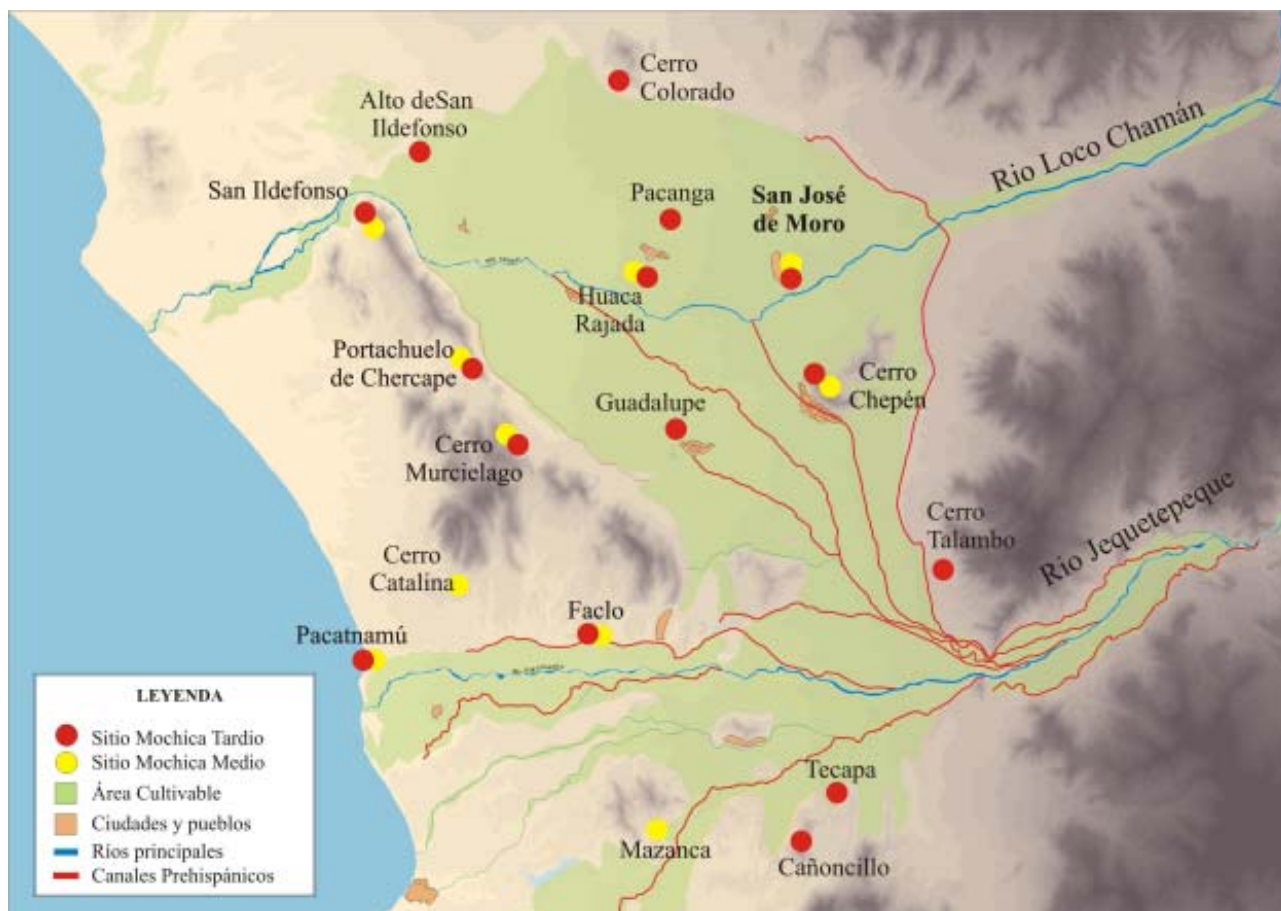 Cerro
Colorado
Alto deSan
Ildefonso
Rio Loco Chamán
San Ildefonso
Pacanga
San José
de Moro
Huaca
Rajada
Portachuelo
de Chercape
Cerro
Chepén
Guadalupe
Cerro
Murcielago
Cerro
Talambo
Rio Jequetepeque
Cerro
Catalina
Faclo
Pacatnamú
LEYENDA
Sitio Mochica Tardio
Sitio Mochica Medio
Área Cultivable
Ciudades y pueblos
Ríos principales
Canales Prehispánicos
Tecapa
Mazanca
Cañoncillo